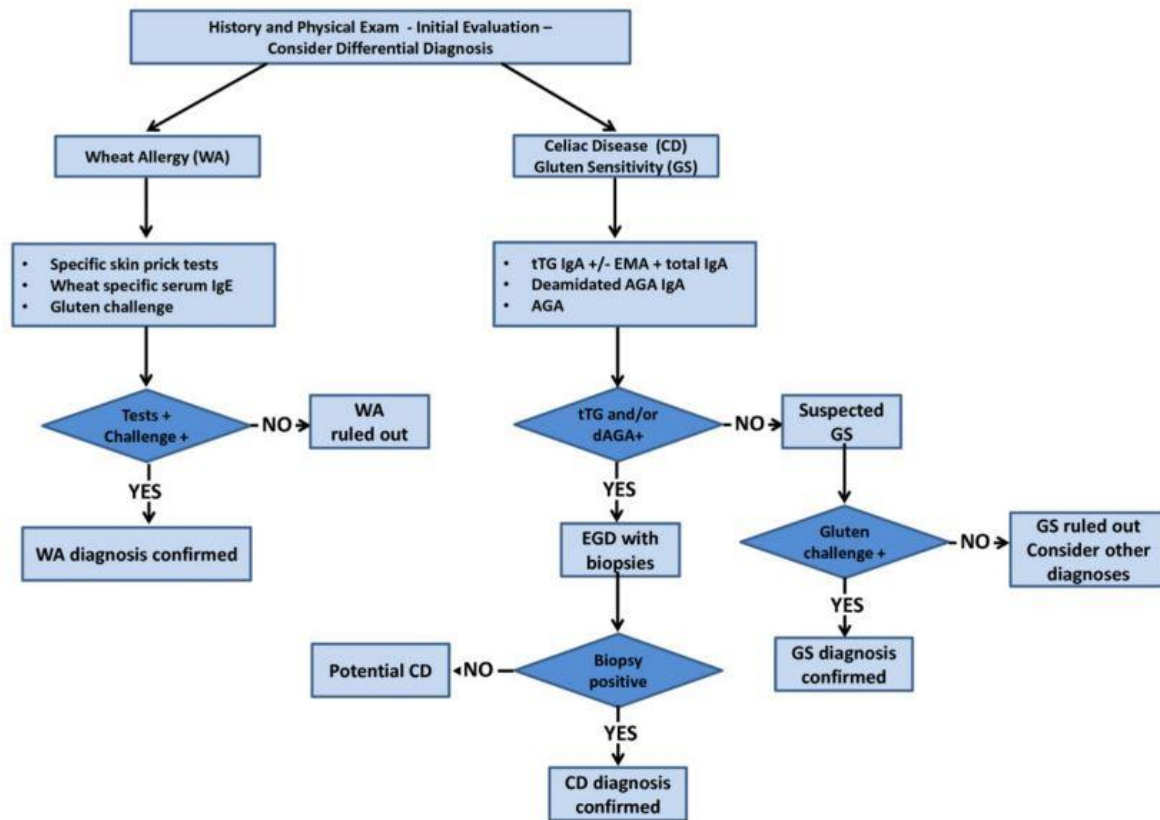 History and Physical Exam - Initial Evaluation –
Consider Differential Diagnosis
Wheat Allergy (WA)
Celiac Disease (CD)
Gluten Sensitivity (GS)
• Specific skin prick tests
• Wheat specific serum IgE
• Gluten challenge
• tTG IgA +/- EMA + total IgA
• Deamidated AGA IgA
• AGA
Tests +
Challenge +
NO
WA
ruled out
tTG and/or
dAGA+
NO
Suspected
GS
YES
YES
WA diagnosis confirmed
EGD with
biopsies
Gluten
challenge +
NO
GS ruled out
Consider other
diagnoses
YES
Potential CD
NO
Biopsy
positive
GS diagnosis
confirmed
YES
CD diagnosis
confirmed